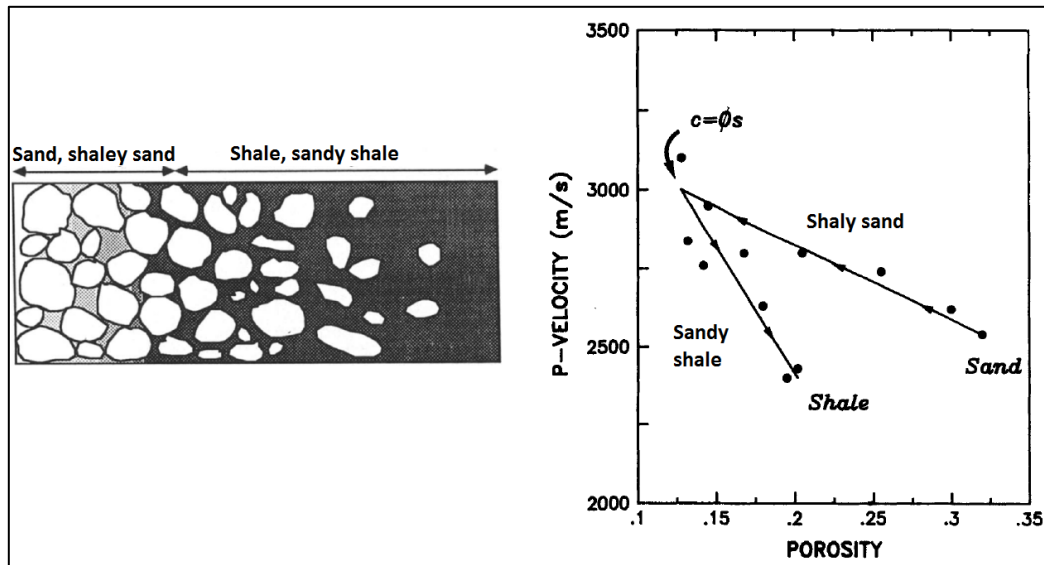 Sand, shaley sand
Shale, sandy shale
3500
3000
2500
2000
P-VELOCITY (m/s)
c=Øs
Shaly sand
Sandy
shale
Sand
Shale
.1 .15 .2 .25 .3 .35
POROSITY